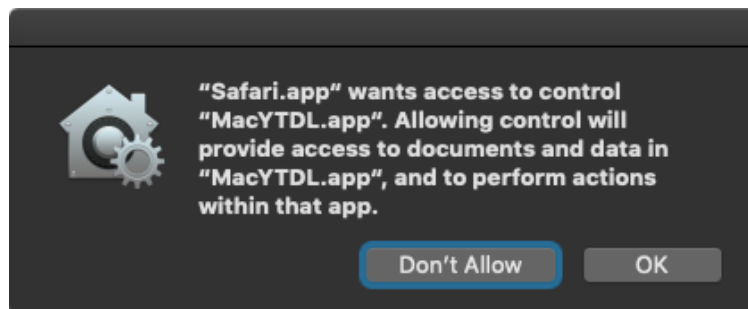 “Safari.app” wants access to control
“MacYTDL.app”. Allowing control will
provide access to documents and data in
“MacYTDL.app”, and to perform actions
within that app.
Don’t Allow
OK